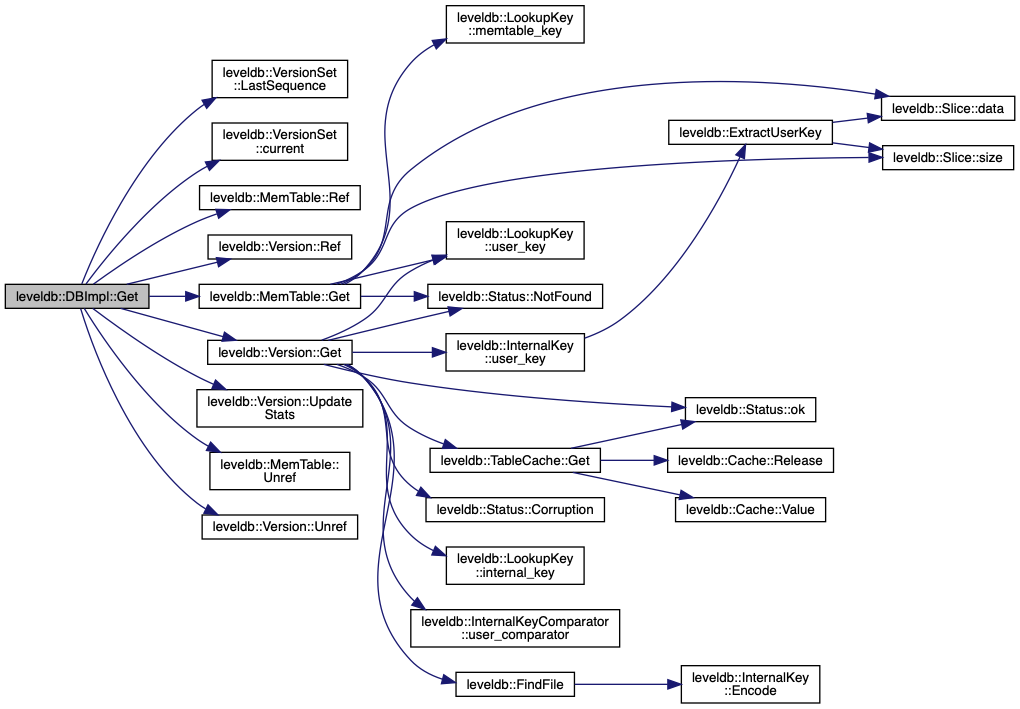 leveldb::DBImpl::Get
leveldb::VersionSet
::LastSequence
leveldb::VersionSet
::current
leveldb::MemTable::Ref
leveldb::Version::Ref
leveldb::MemTable::Get
leveldb::Version::Get
leveldb::Version::Update
Stats
leveldb::MemTable::
Unref
leveldb::Version::Unref
leveldb::LookupKey
::memtable_key
leveldb::LookupKey
::user_key
leveldb::Status::NotFound
leveldb::InternalKey
::user_key
leveldb::TableCache::Get
leveldb::Status::Corruption
leveldb::LookupKey
::internal_key
leveldb::InternalKeyComparator
::user_comparator
leveldb::FindFile
leveldb::ExtractUserKey
leveldb::Status::ok
leveldb::Cache::Release
leveldb::Cache::Value
leveldb::InternalKey
::Encode
leveldb::Slice::data
leveldb::Slice::size